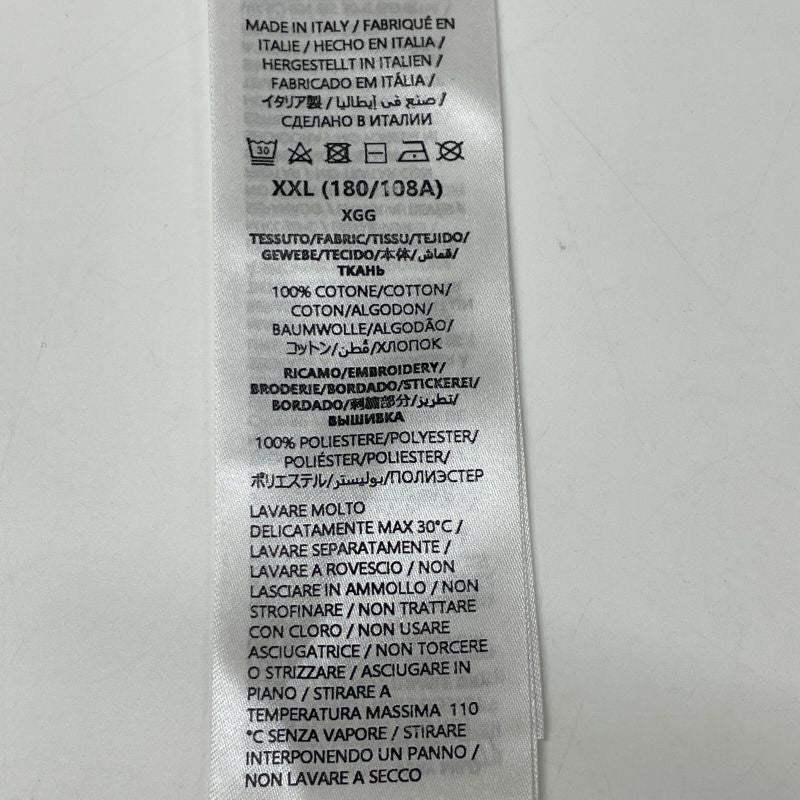 MADE IN ITALY / FABRIQUÉ EN
ITALIE / HECHO EN ITALIA /
HERGESTELLT IN ITALIEN /
FABRICADO EM ITÁLIA /
イタリア製 / صنع في إيطاليا /
СДЕЛАНО В ИТАЛИИ
30
XXL (180/108A)
XGG
TESSUTO/FABRIC/TISSU/TEJIDO/
GEWEBE/TECIDO/本体/قماش/
ТКАНЬ
100% COTONE/COTTON/
COTON/ALGODON/
BAUMWOLLE/ALGODÃO/
コットン/قطن/ХЛОПОК
RICAMO/EMBROIDERY/
BRODERIE/BORDADO/STICKEREI/
BORDADO/刺繍部分/تطريز/
ВЫШИВКА
100% POLIESTERE/POLYESTER/
POLIÉSTER/POLIESTER/
ポリエステル/بوليستر/ПОЛИЭСТЕР
LAVARE MOLTO
DELICATAMENTE MAX 30°C /
LAVARE SEPARATAMENTE /
LAVARE A ROVESCIO / NON
LASCIARE IN AMMOLLO / NON
STROFINARE / NON TRATTARE
CON CLORO / NON USARE
ASCIUGATRICE / NON TORCERE
O STRIZZARE / ASCIUGARE IN
PIANO / STIRARE A
TEMPERATURA MASSIMA 110
°C SENZA VAPORE / STIRARE
INTERPONENDO UN PANNO /
NON LAVARE A SECCO